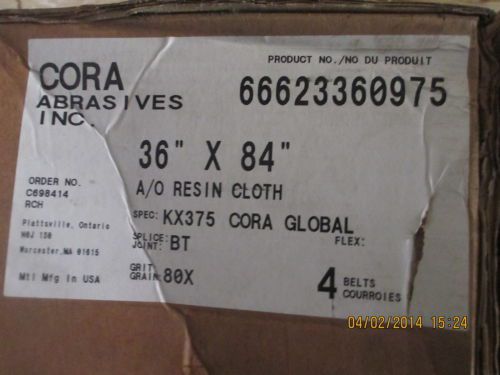 PRODUCT NO./NO DU PRODUIT
CORA
66623360975
ABRASIVES
INC.
36" X 84"
A/O RESIN CLOTH
ORDER NO.
C698414
RCH
SPEC: KX375 CORA GLOBAL
Plattsville, Ontario
N0J 1S0
Worcester, MA 01615
SPLICE:
JOINT: BT
FLEX:
Mtl Mfg In USA
GRIT:
GRAIN: 80X
4 BELTS
COURROIES
04/02/2014 15:24